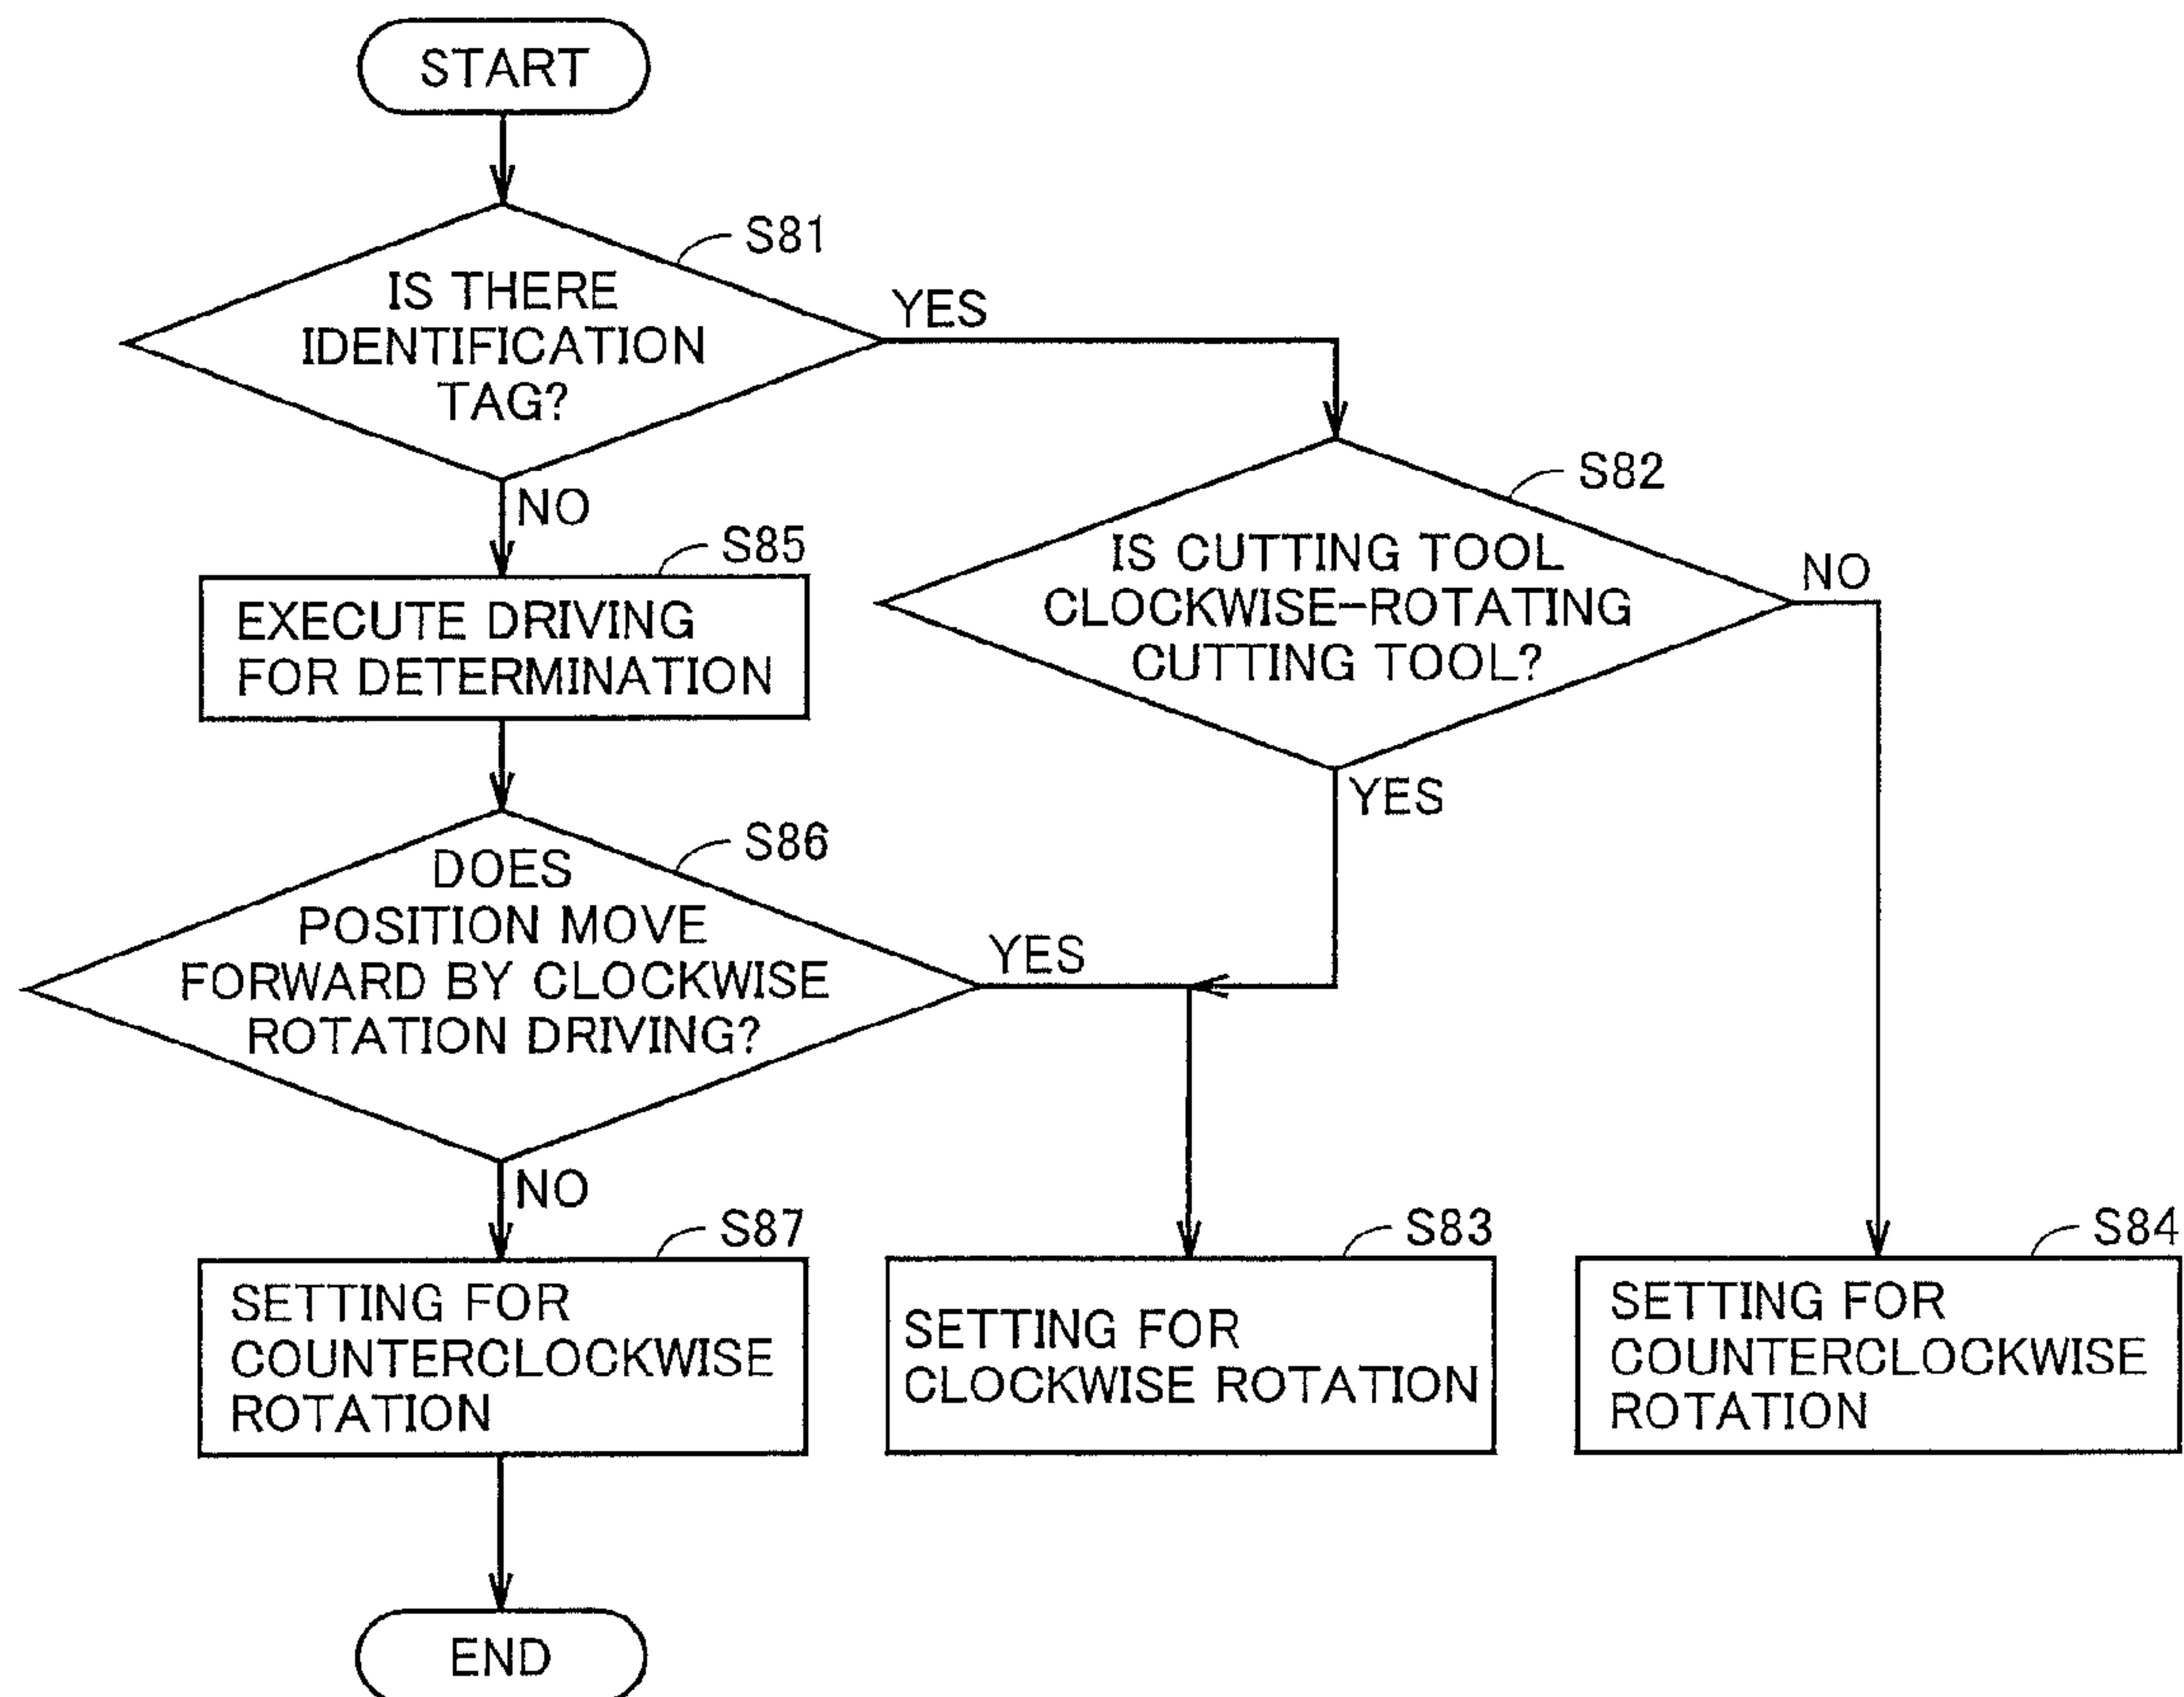 START
S81
IS THERE
IDENTIFICATION
TAG?
YES
NO
S82
IS CUTTING TOOL
CLOCKWISE-ROTATING
CUTTING TOOL?
NO
YES
S85
EXECUTE DRIVING
FOR DETERMINATION
S86
DOES
POSITION MOVE
FORWARD BY CLOCKWISE
ROTATION DRIVING?
YES
NO
S87
SETTING FOR
COUNTERCLOCKWISE
ROTATION
S83
SETTING FOR
CLOCKWISE ROTATION
S84
SETTING FOR
COUNTERCLOCKWISE
ROTATION
END